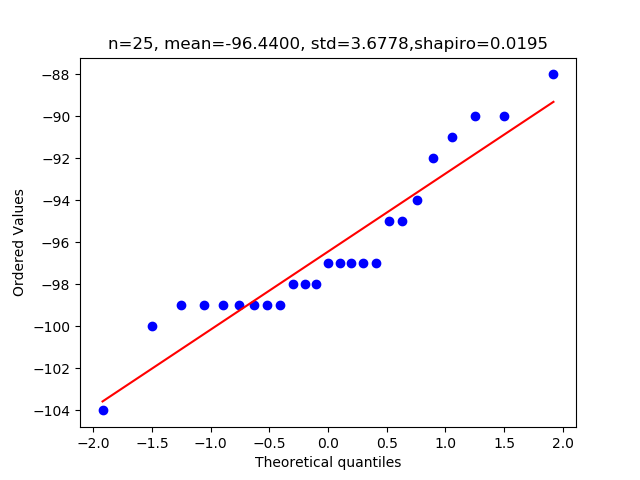 n=25, mean=-96.4400, std=3.6778,shapiro=0.0195
−88
−90
−92
−94
−96
−98
−100
−102
−104
Ordered Values
−2.0 −1.5 −1.0 −0.5 0.0 0.5 1.0 1.5 2.0
Theoretical quantiles